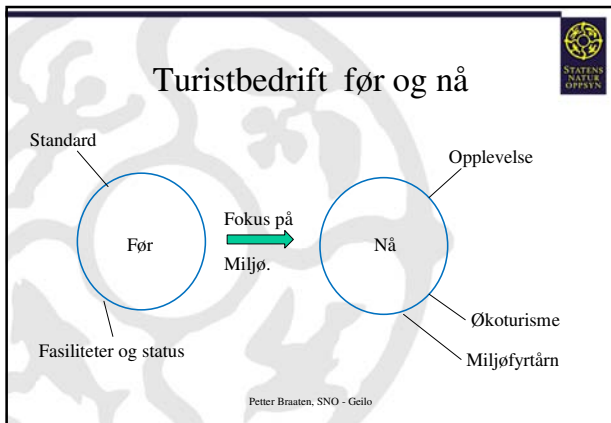 STATENS
NATUR
OPPSYN
Turistbedrift før og nå
Standard
Opplevelse
Før
Fokus på
Miljø.
Nå
Fasiliteter og status
Økoturisme
Miljøfyrtårn
Petter Braaten, SNO - Geilo